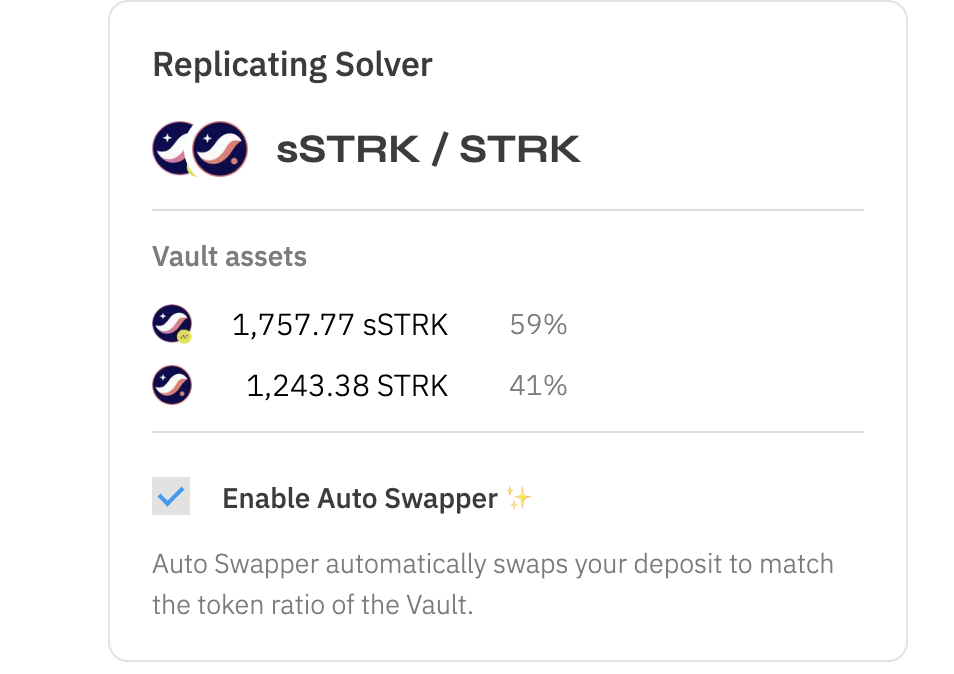 Replicating Solver
sSTRK / STRK
Vault assets
1,757.77 sSTRK 59%
1,243.38 STRK 41%
Enable Auto Swapper ✨
Auto Swapper automatically swaps your deposit to match
the token ratio of the Vault.